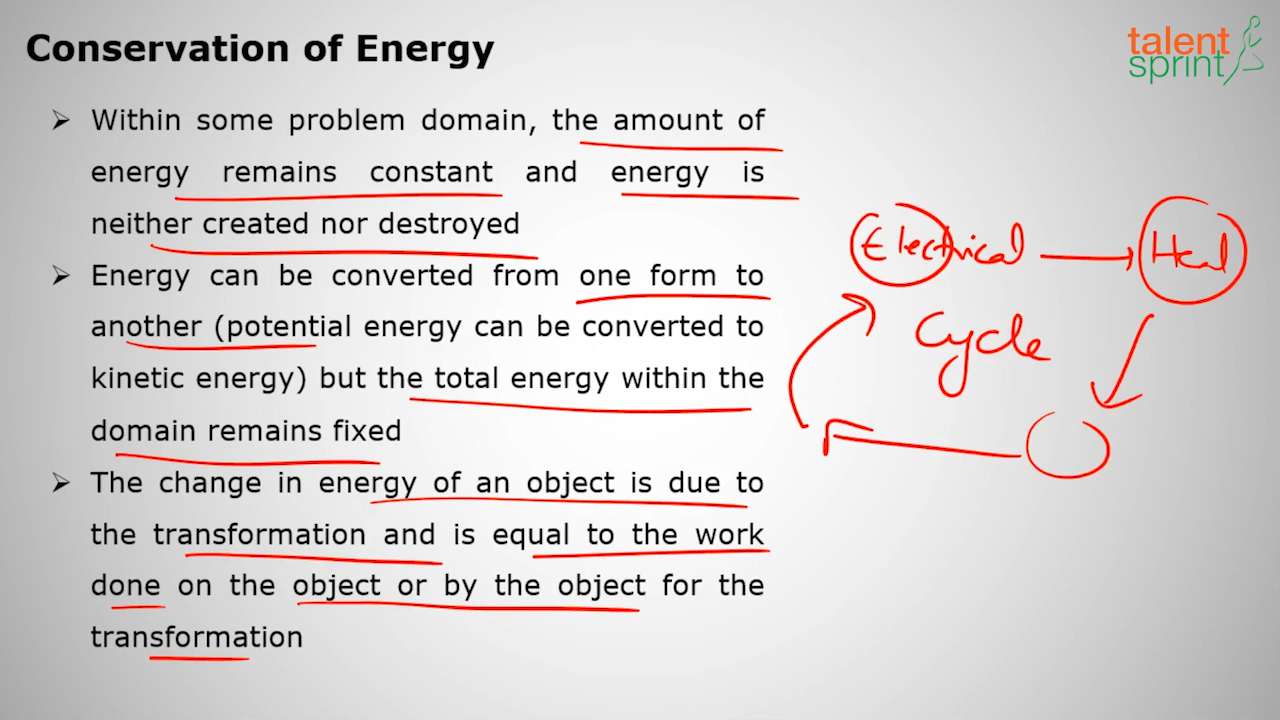 Conservation of Energy
talent
sprint
➢ Within some problem domain, the amount of
energy remains constant and energy is
neither created nor destroyed
➢ Energy can be converted from one form to
another (potential energy can be converted to
kinetic energy) but the total energy within the
domain remains fixed
➢ The change in energy of an object is due to
the transformation and is equal to the work
done on the object or by the object for the
transformation
Electrical → Heat
Cycle